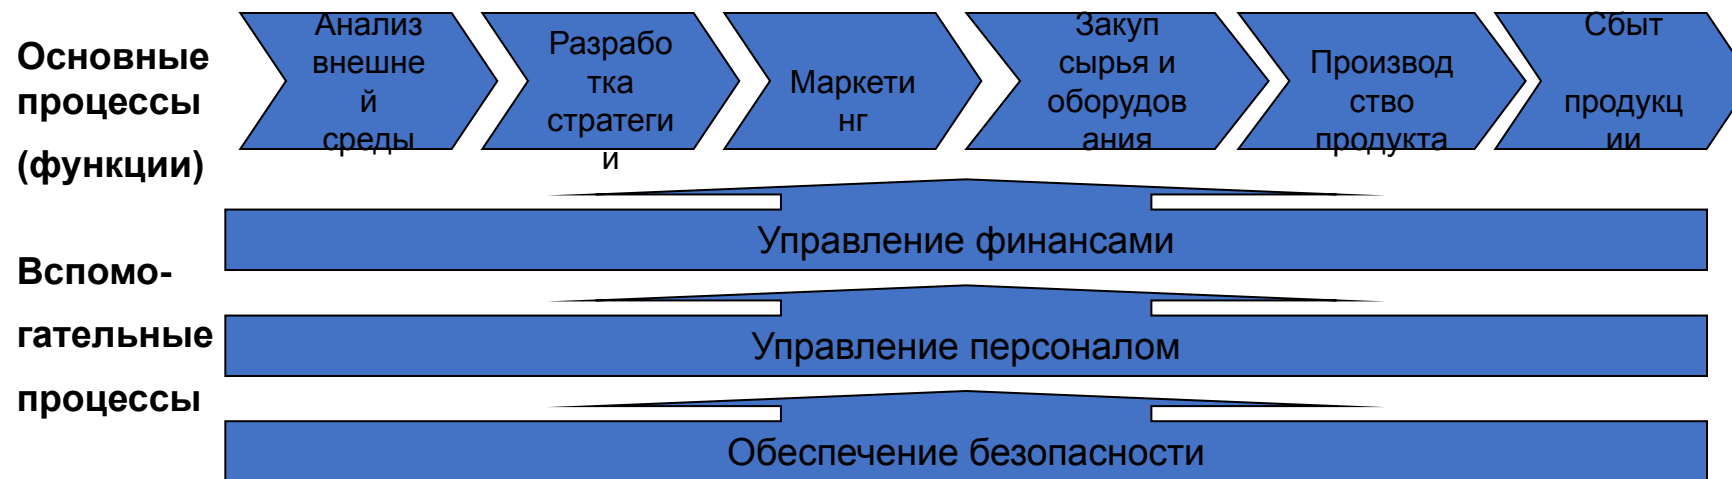 Основные
процессы
(функции)
Анализ
внешне
й
среды
Разрабо
тка
стратеги
и
Маркети
нг
Закуп
сырья и
оборудов
ания
Производ
ство
продукта
Сбыт
продукц
ии
Вспомо-
гательные
процессы
Управление финансами
Управление персоналом
Обеспечение безопасности